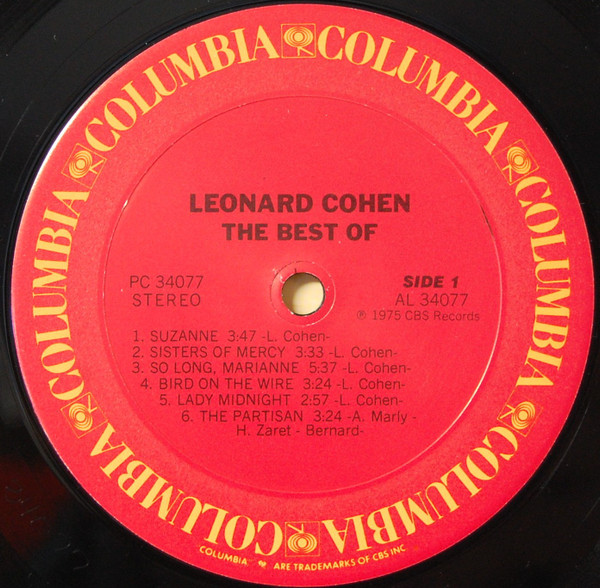 COLUMBIA COLUMBIA COLUMBIA COLUMBIA COLUMBIA COLUMBIA
LEONARD COHEN
THE BEST OF
PC 34077 SIDE 1
STEREO AL 34077
℗ 1975 CBS Records
1. SUZANNE 3:47 -L. Cohen-
2. SISTERS OF MERCY 3:33 -L. Cohen-
3. SO LONG, MARIANNE 5:37 -L. Cohen-
4. BIRD ON THE WIRE 3:24 -L. Cohen-
5. LADY MIDNIGHT 2:57 -L. Cohen-
6. THE PARTISAN 3:24 -A. Marly -
H. Zaret - Bernard-
COLUMBIA, ARE TRADEMARKS OF CBS INC